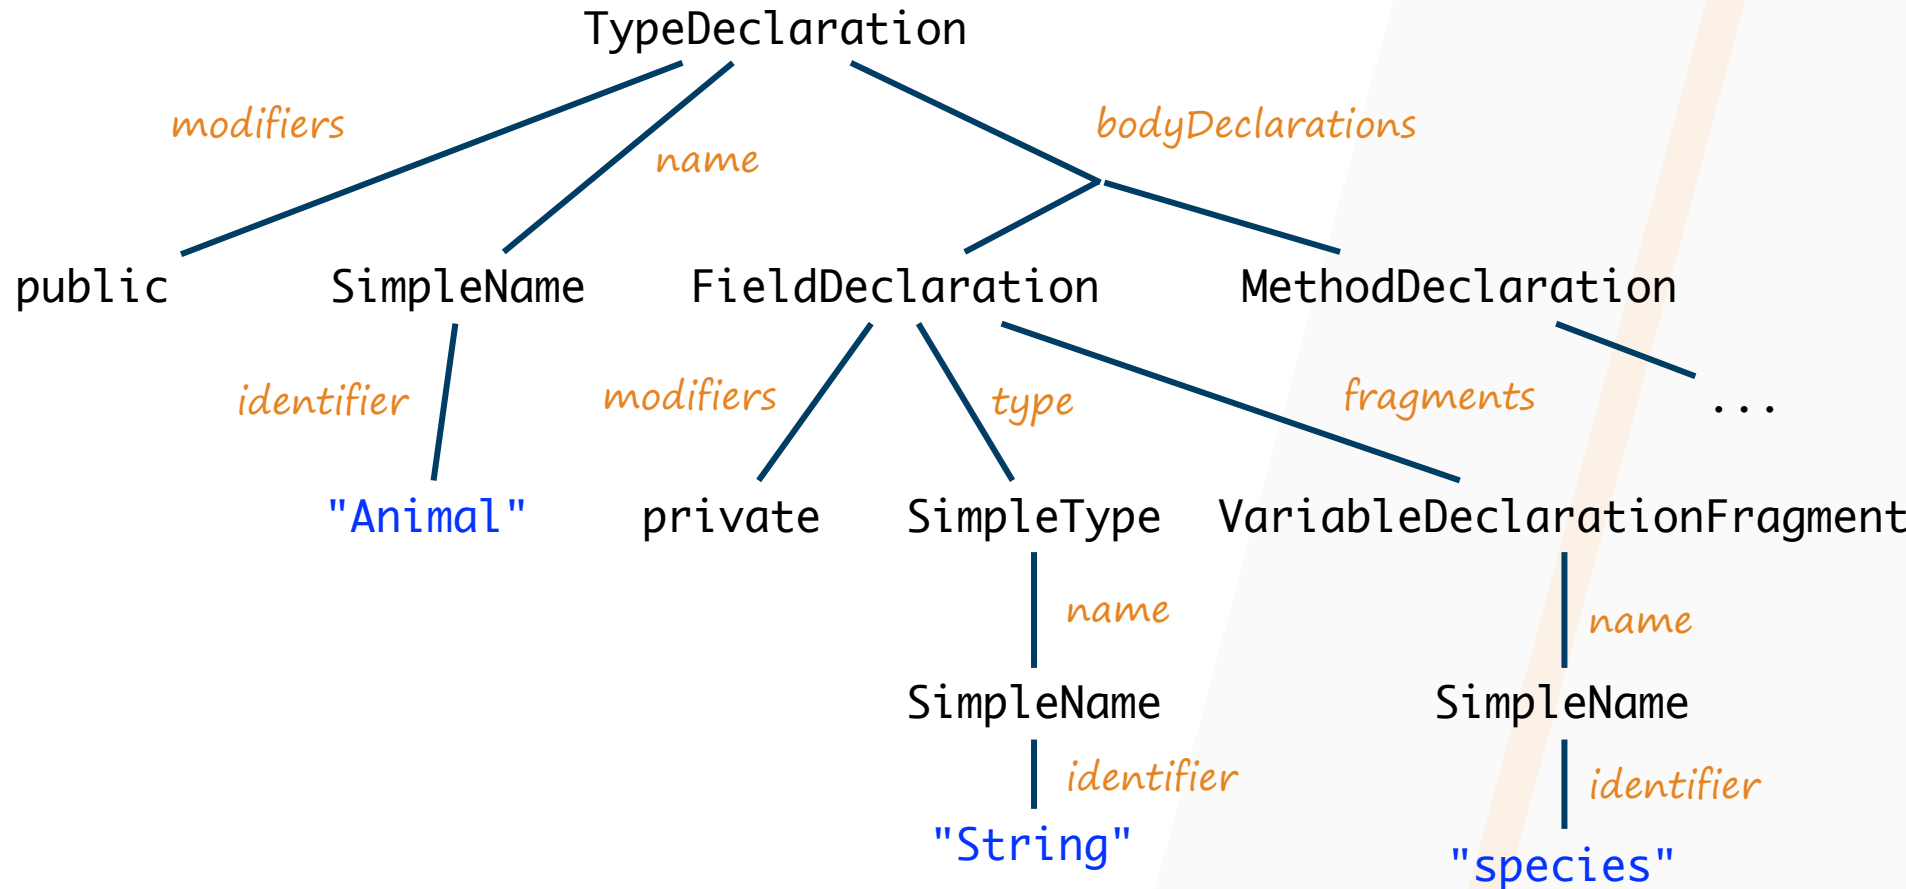 TypeDeclaration
modifiers
name
bodyDeclarations
public
SimpleName
FieldDeclaration
MethodDeclaration
identifier
modifiers
type
fragments
...
"Animal"
private
SimpleType
VariableDeclarationFragment
name
name
SimpleName
SimpleName
identifier
identifier
"String"
"species"